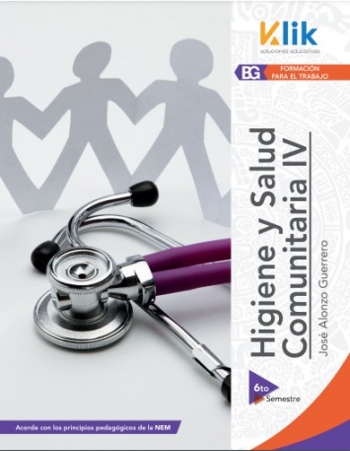 Klik
soluciones educativas
BG
FORMACIÓN
PARA EL TRABAJO
Higiene y Salud
Comunitaria IV
José Alonzo Guerrero
6to
Semestre
Acorde con los principios pedagógicos de la NEM